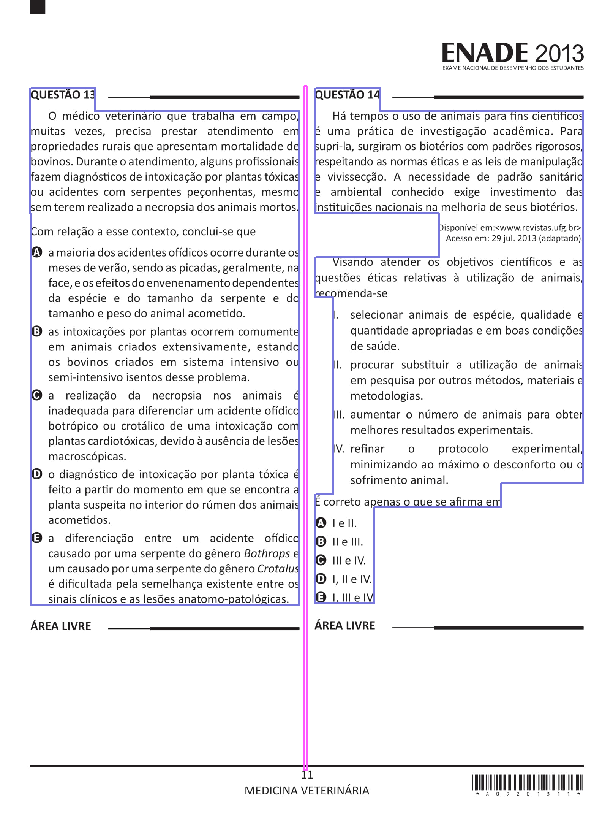 ENADE 2013
EXAME NACIONAL DE DESEMPENHO DOS ESTUDANTES
QUESTÃO 13
O médico veterinário que trabalha em campo,
muitas vezes, precisa prestar atendimento em
propriedades rurais que apresentam mortalidade de
bovinos. Durante o atendimento, alguns profissionais
fazem diagnósticos de intoxicação por plantas tóxicas
ou acidentes com serpentes peçonhentas, mesmo
sem terem realizado a necropsia dos animais mortos.
Com relação a esse contexto, conclui-se que
A a maioria dos acidentes ofídicos ocorre durante os
meses de verão, sendo as picadas, geralmente, na
face, e os efeitos do envenenamento dependentes
da espécie e do tamanho da serpente e do
tamanho e peso do animal acometido.
B as intoxicações por plantas ocorrem comumente
em animais criados extensivamente, estando
os bovinos criados em sistema intensivo ou
semi-intensivo isentos desse problema.
C a realização da necropsia nos animais é
inadequada para diferenciar um acidente ofídico
botrópico ou crotálico de uma intoxicação com
plantas cardiotóxicas, devido à ausência de lesões
macroscópicas.
D o diagnóstico de intoxicação por planta tóxica é
feito a partir do momento em que se encontra a
planta suspeita no interior do rúmen dos animais
acometidos.
E a diferenciação entre um acidente ofídico
causado por uma serpente do gênero Bothrops e
um causado por uma serpente do gênero Crotalus
é dificultada pela semelhança existente entre os
sinais clínicos e as lesões anatomo-patológicas.
ÁREA LIVRE
QUESTÃO 14
Há tempos o uso de animais para fins científicos
é uma prática de investigação acadêmica. Para
supri-la, surgiram os biotérios com padrões rigorosos,
respeitando as normas éticas e as leis de manipulação
e vivissecção. A necessidade de padrão sanitário
e ambiental conhecido exige investimento das
instituições nacionais na melhoria de seus biotérios.
Disponível em:<www.revistas.ufg.br>
Acesso em: 29 jul. 2013 (adaptado)
Visando atender os objetivos científicos e as
questões éticas relativas à utilização de animais,
recomenda-se
I. selecionar animais de espécie, qualidade e
quantidade apropriadas e em boas condições
de saúde.
II. procurar substituir a utilização de animais
em pesquisa por outros métodos, materiais e
metodologias.
III. aumentar o número de animais para obter
melhores resultados experimentais.
IV. refinar o protocolo experimental,
minimizando ao máximo o desconforto ou o
sofrimento animal.
É correto apenas o que se afirma em
A I e II.
B II e III.
C III e IV.
D I, II e IV.
E I, III e IV
ÁREA LIVRE
11
MEDICINA VETERINÁRIA